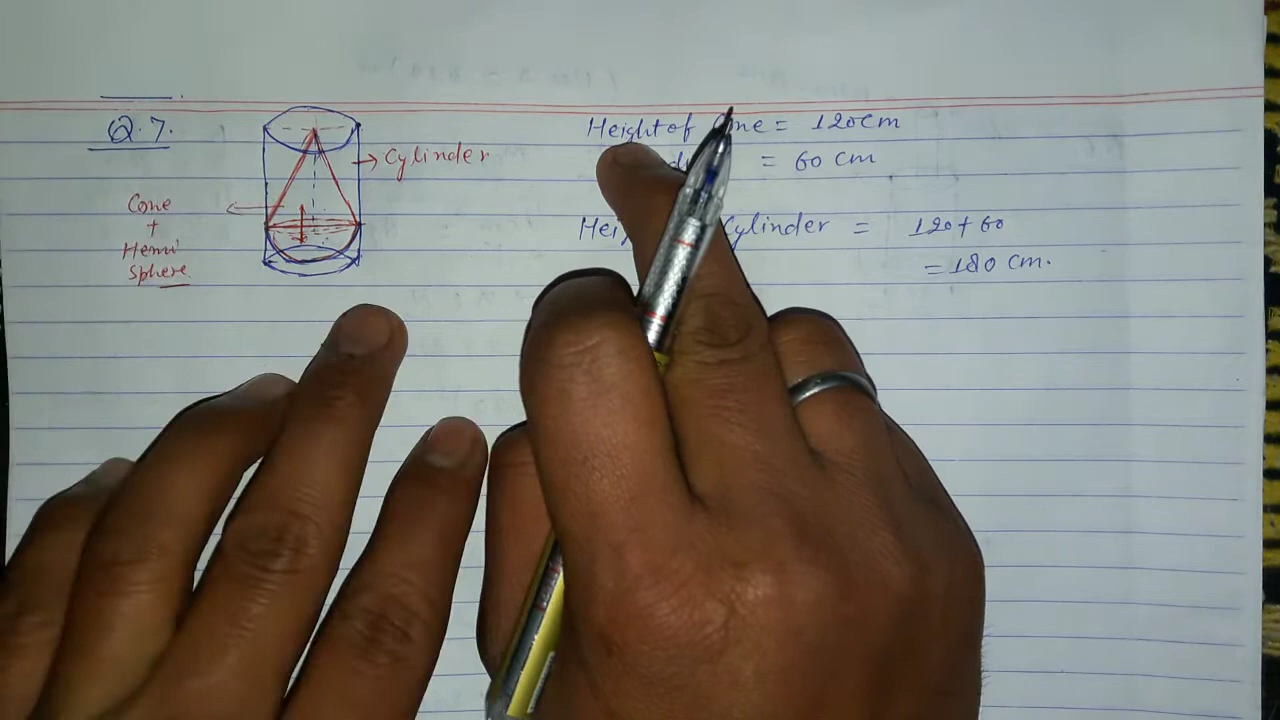 Q.7.
Cylinder
Cone
+
Hemi
sphere
Height of = 120cm
= 60 cm
Cylinder = 120+60
= 180 cm.